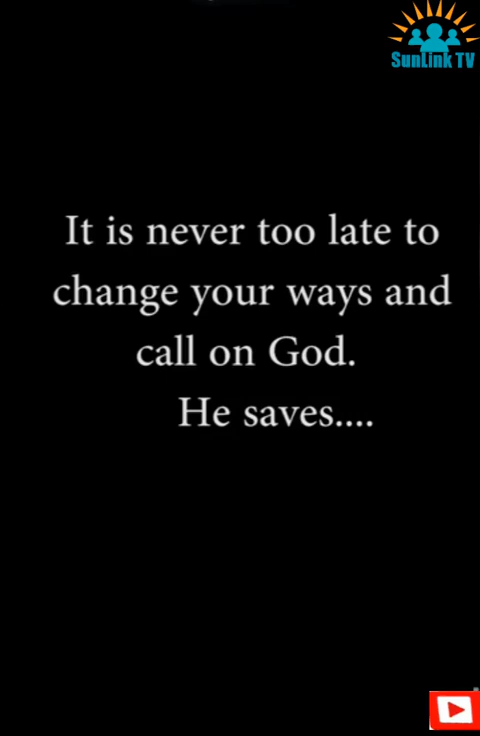 SunLink TV
It is never too late to
change your ways and
call on God.
He saves....